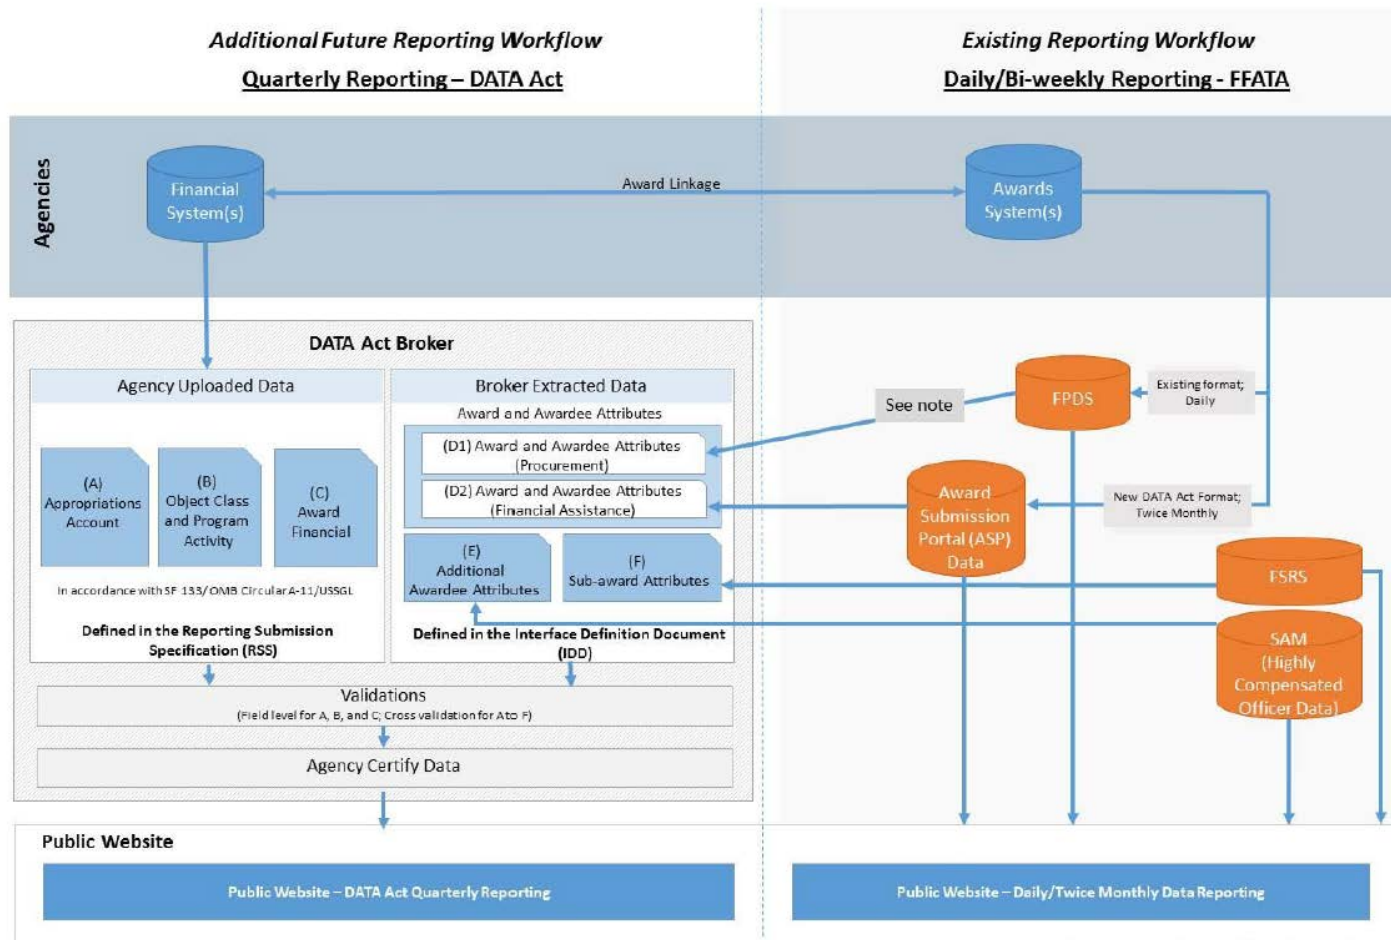 Additional Future Reporting Workflow
Quarterly Reporting – DATA Act
Existing Reporting Workflow
Daily/Bi-weekly Reporting - FFATA
Agencies
Financial
System(s)
Award Linkage
Awards
System(s)
DATA Act Broker
Agency Uploaded Data
(A)
Appropriations
Account
(B)
Object Class
and Program
Activity
(C)
Award
Financial
In accordance with SF 133/OMB Circular A-11/USSGL
Defined in the Reporting Submission
Specification (RSS)
Broker Extracted Data
Award and Awardee Attributes
(D1) Award and Awardee Attributes
(Procurement)
(D2) Award and Awardee Attributes
(Financial Assistance)
(E)
Additional
Awardee Attributes
(F)
Sub-award Attributes
Defined in the Interface Definition Document
(IDD)
See note
FPDS
Existing format;
Daily
Award
Submission
Portal (ASP)
Data
New DATA Act Format;
Twice Monthly
FSRS
SAM
(Highly
Compensated
Officer Data)
Validations
(Field level for A, B, and C; Cross validation for A to F)
Agency Certify Data
Public Website
Public Website – DATA Act Quarterly Reporting
Public Website – Daily/Twice Monthly Data Reporting